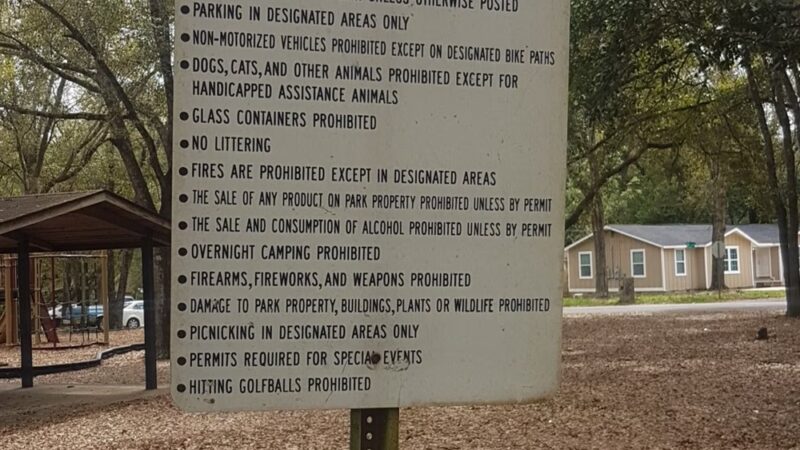 UNLESS OTHERWISE POSTED
• PARKING IN DESIGNATED AREAS ONLY
• NON-MOTORIZED VEHICLES PROHIBITED EXCEPT ON DESIGNATED BIKE PATHS
• DOGS, CATS, AND OTHER ANIMALS PROHIBITED EXCEPT FOR
HANDICAPPED ASSISTANCE ANIMALS
• GLASS CONTAINERS PROHIBITED
• NO LITTERING
• FIRES ARE PROHIBITED EXCEPT IN DESIGNATED AREAS
• THE SALE OF ANY PRODUCT ON PARK PROPERTY PROHIBITED UNLESS BY PERMIT
• THE SALE AND CONSUMPTION OF ALCOHOL PROHIBITED UNLESS BY PERMIT
• OVERNIGHT CAMPING PROHIBITED
• FIREARMS, FIREWORKS, AND WEAPONS PROHIBITED
• DAMAGE TO PARK PROPERTY, BUILDINGS, PLANTS OR WILDLIFE PROHIBITED
• PICNICKING IN DESIGNATED AREAS ONLY
• PERMITS REQUIRED FOR SPECIAL EVENTS
• HITTING GOLFBALLS PROHIBITED